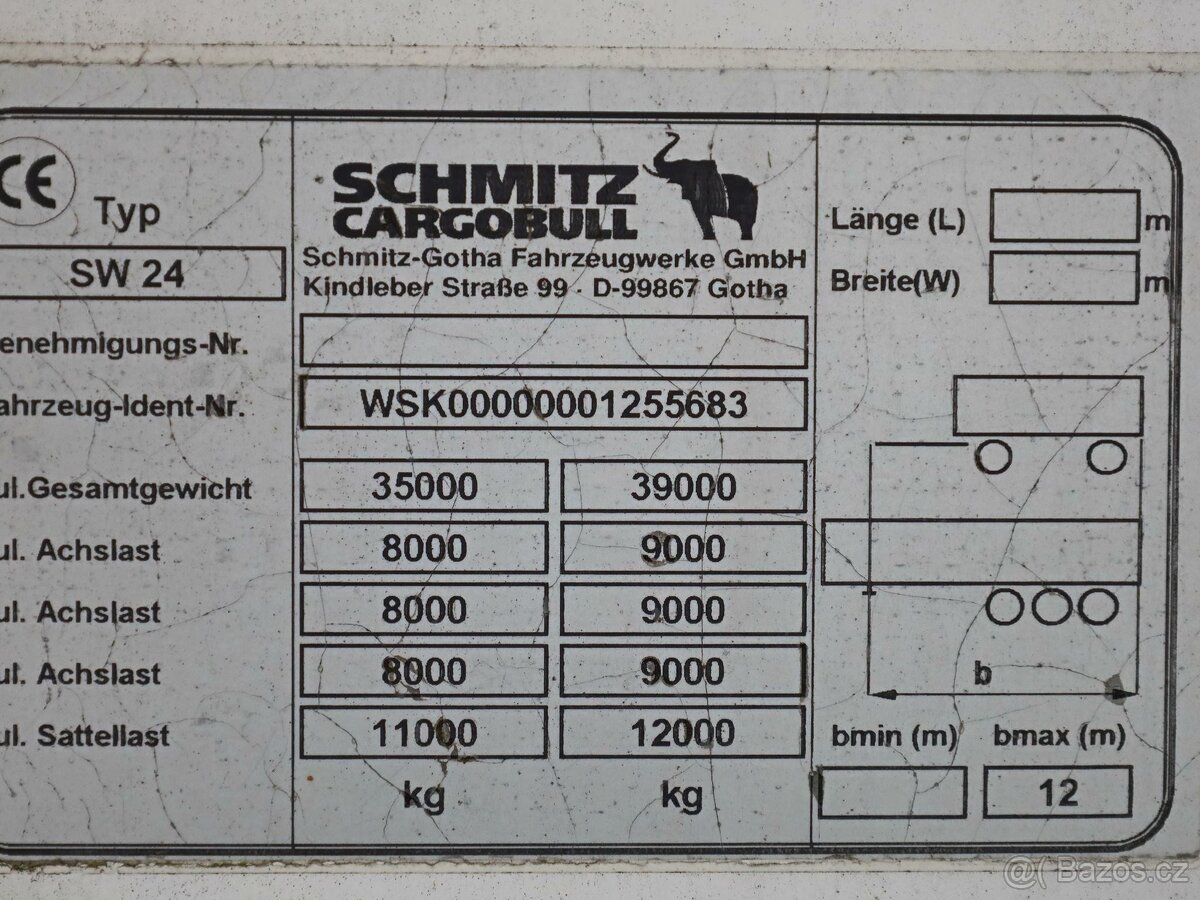 CE
Typ
SW 24
SCHMITZ
CARGOBULL
Schmitz-Gotha Fahrzeugwerke GmbH
Kindleber Straße 99 · D-99867 Gotha
Länge (L) m
Breite(W) m
enehmigungs-Nr.
ahrzeug-Ident-Nr. WSK00000001255683
ul.Gesamtgewicht 35000 39000
ul. Achslast 8000 9000
ul. Achslast 8000 9000
ul. Achslast 8000 9000
ul. Sattellast 11000 12000
kg kg
b
bmin (m) bmax (m)
12
@( Bazos.cz